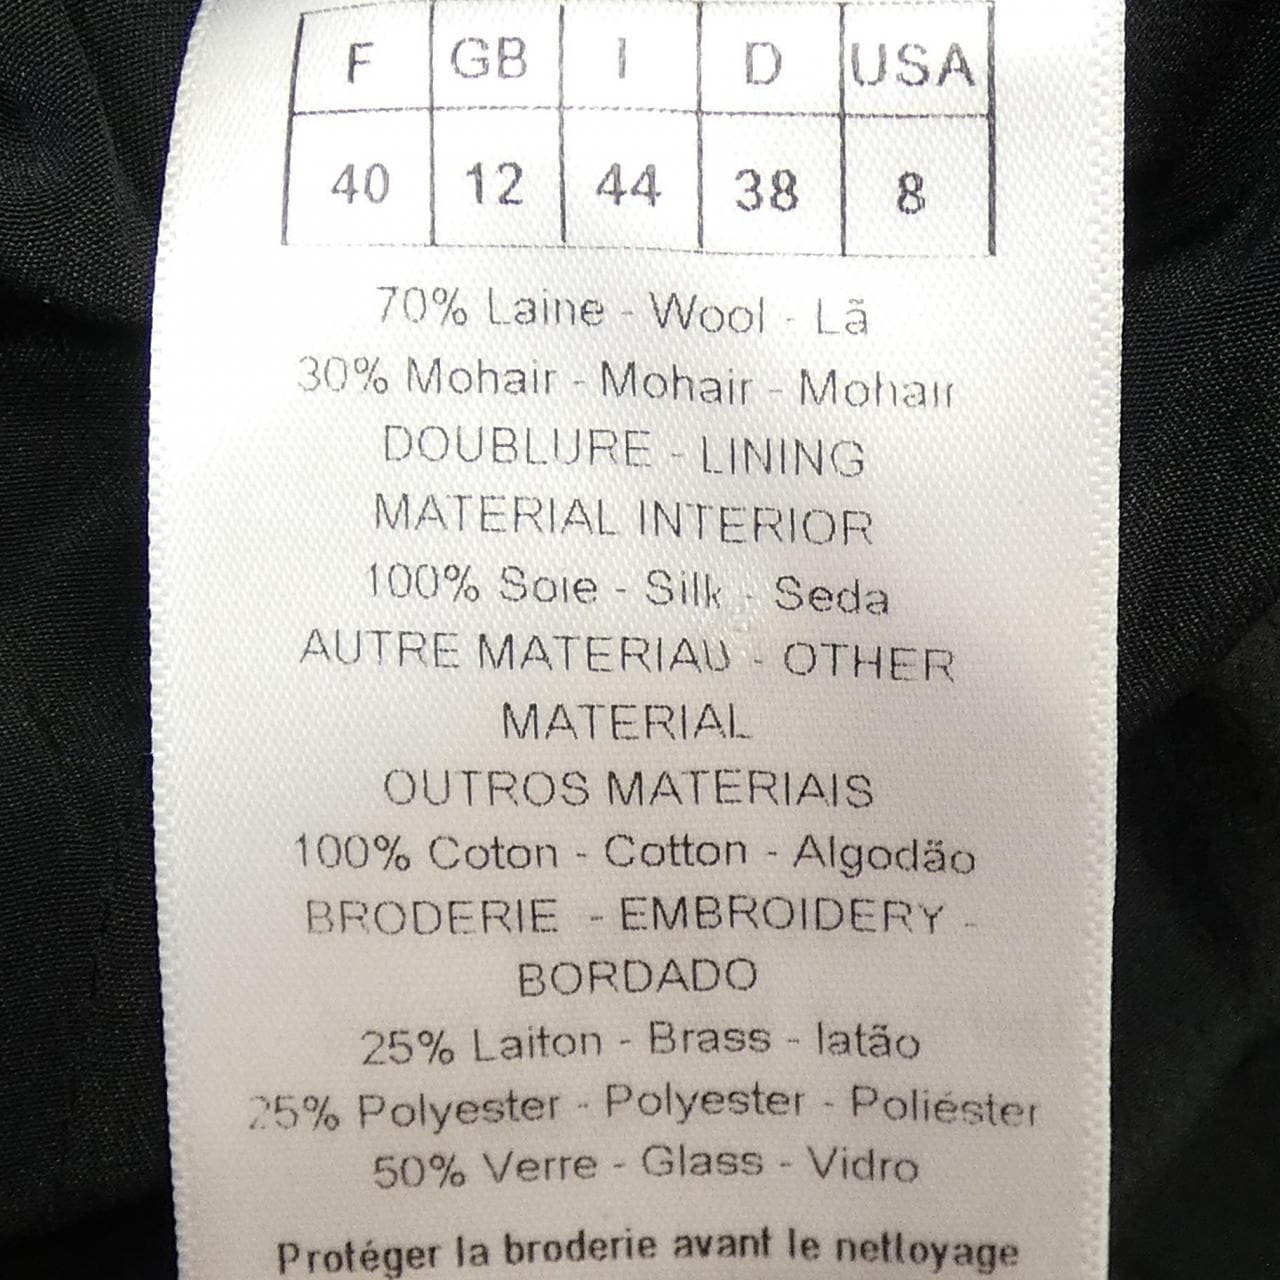 F GB I D USA
40 12 44 38 8
70% Laine - Wool - Lã
30% Mohair - Mohair - Mohair
DOUBLURE - LINING
MATERIAL INTERIOR
100% Soie - Silk - Seda
AUTRE MATERIAU - OTHER
MATERIAL
OUTROS MATERIAIS
100% Coton - Cotton - Algodão
BRODERIE - EMBROIDERY -
BORDADO
25% Laiton - Brass - latão
25% Polyester - Polyester - Poliéster
50% Verre - Glass - Vidro
Protéger la broderie avant le nettoyage